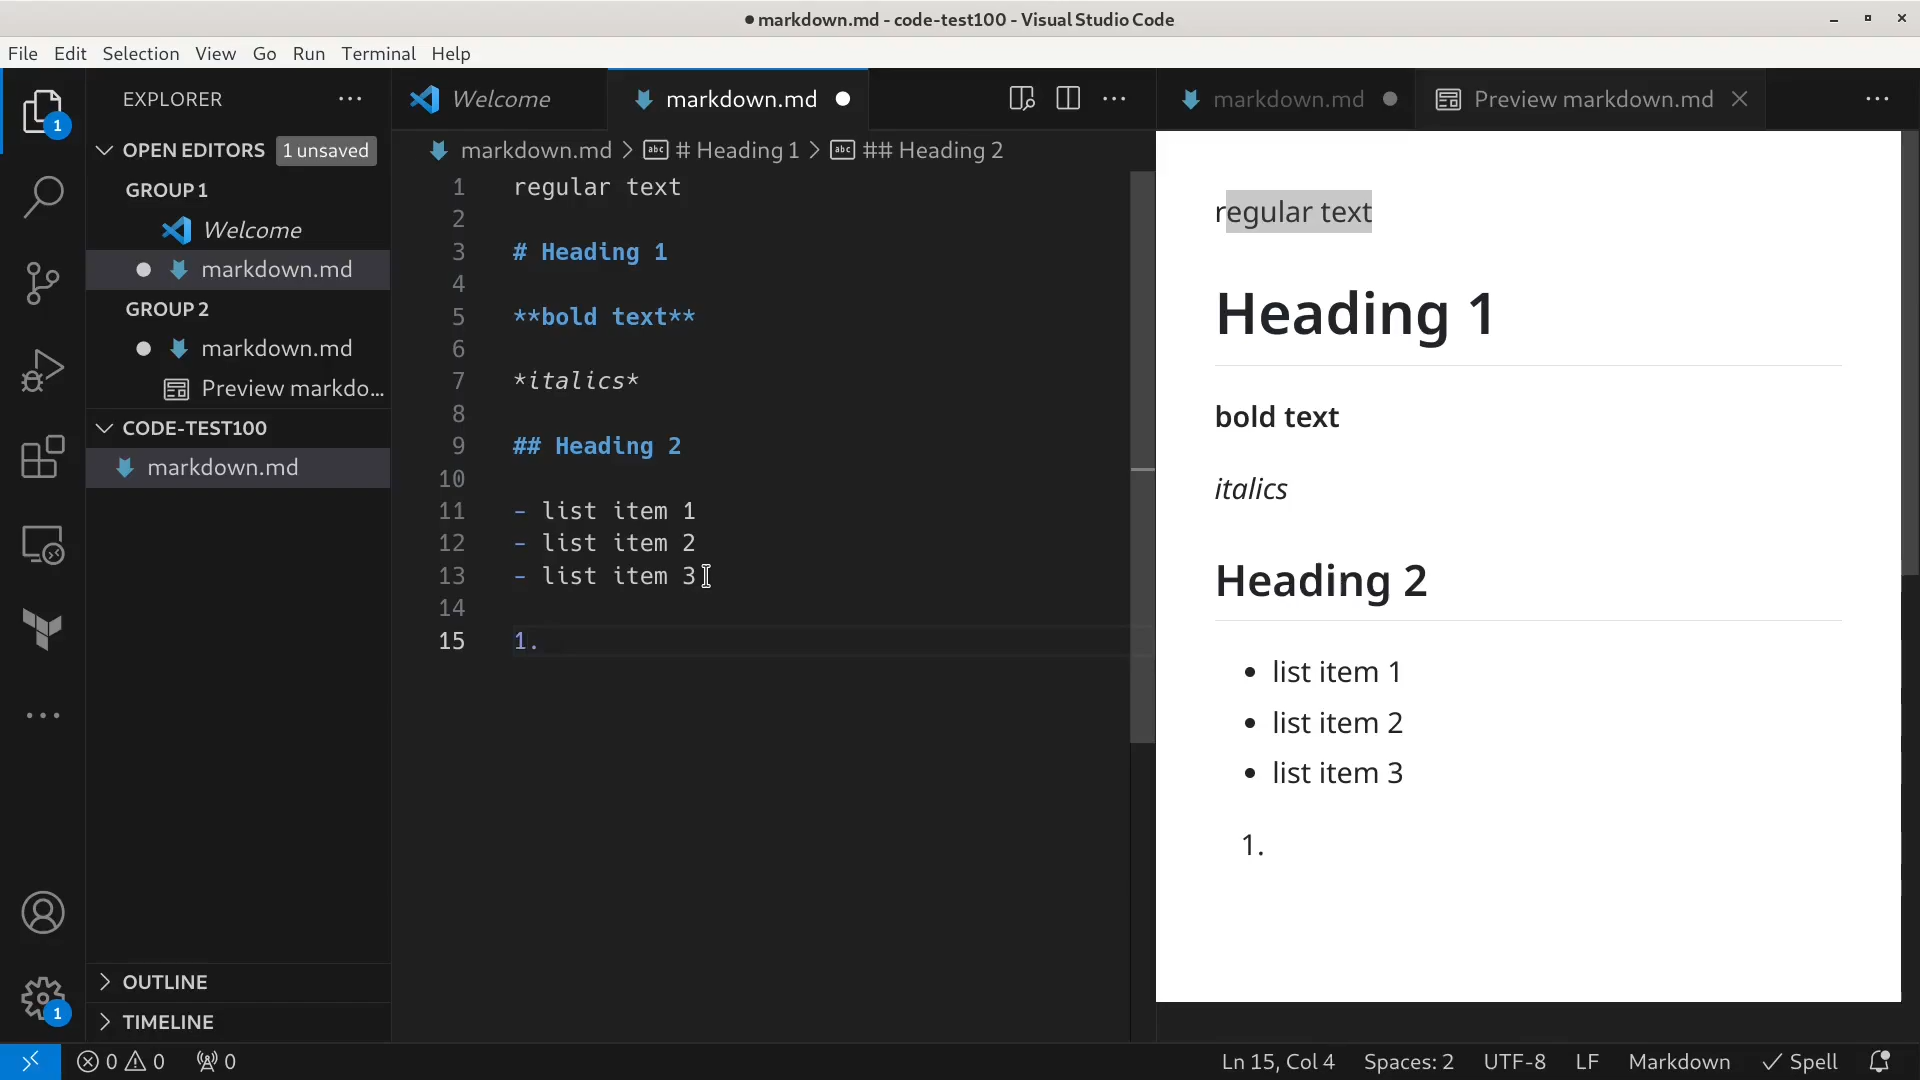 markdown.md - code-test100 - Visual Studio Code
File Edit Selection View Go Run Terminal Help
EXPLORER
OPEN EDITORS 1 unsaved
GROUP 1
Welcome
markdown.md
GROUP 2
markdown.md
Preview markdo...
CODE-TEST100
markdown.md
OUTLINE
TIMELINE
1
1
Welcome markdown.md
markdown.md > # Heading 1 > ## Heading 2
1 regular text
2
3 # Heading 1
4
5 **bold text**
6
7 *italics*
8
9 ## Heading 2
10
11 - list item 1
12 - list item 2
13 - list item 3
14
15 1.
markdown.md Preview markdown.md
regular text
Heading 1
bold text
italics
Heading 2
• list item 1
• list item 2
• list item 3
1.
0 0 0 Ln 15, Col 4 Spaces: 2 UTF-8 LF Markdown ✓ Spell